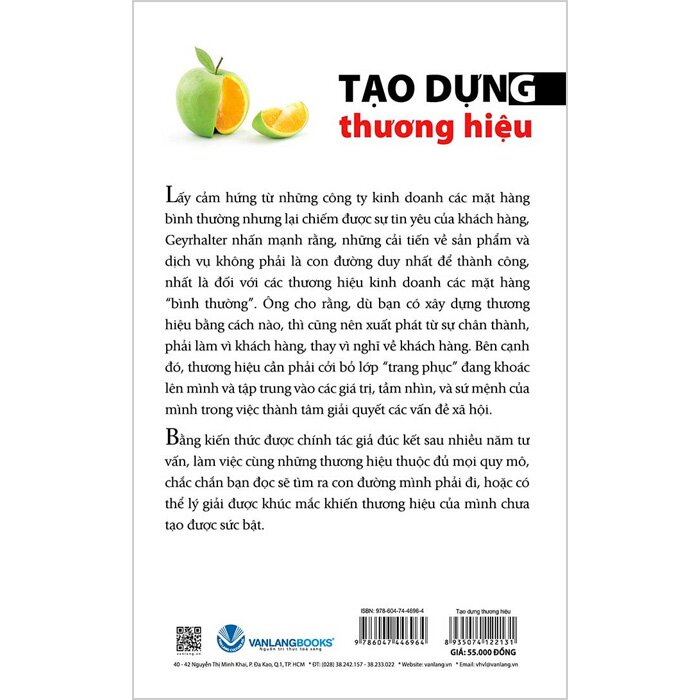 TẠO DỰNG
thương hiệu
Lấy cảm hứng từ những công ty kinh doanh các mặt hàng
bình thường nhưng lại chiếm được sự tin yêu của khách hàng,
Geyrhalter nhấn mạnh rằng, những cải tiến về sản phẩm và
dịch vụ không phải là con đường duy nhất để thành công,
nhất là đối với các thương hiệu kinh doanh các mặt hàng
“bình thường”. Ông cho rằng, dù bạn có xây dựng thương
hiệu bằng cách nào, thì cũng nên xuất phát từ sự chân thành,
phải làm vì khách hàng, thay vì nghĩ về khách hàng. Bên cạnh
đó, thương hiệu cần phải cởi bỏ lớp “trang phục” đang khoác
lên mình và tập trung vào các giá trị, tầm nhìn, và sứ mệnh của
mình trong việc thành tâm giải quyết các vấn đề xã hội.
Bằng kiến thức được chính tác giả đúc kết sau nhiều năm tư
vấn, làm việc cùng những thương hiệu thuộc đủ mọi quy mô,
chắc chắn bạn đọc sẽ tìm ra con đường mình phải đi, hoặc có
thể lý giải được khúc mắc khiến thương hiệu của mình chưa
tạo được sức bật.
ISBN: 978-604-74-4696-4
9 786047 446964
Tạo dựng thương hiệu
8 935074 122131
GIÁ: 55.000 ĐỒNG
VANLANGBOOKS®
Nguồn tri thức tỏa sáng
vanlang.vn
40 - 42 Nguyễn Thị Minh Khai, P. Đa Kao, Q.1, TP. HCM * ĐT: (028) 38.242.157 - 38.233.022 * Website: vanlang.vn * Email: vhvl@vanlang.vn